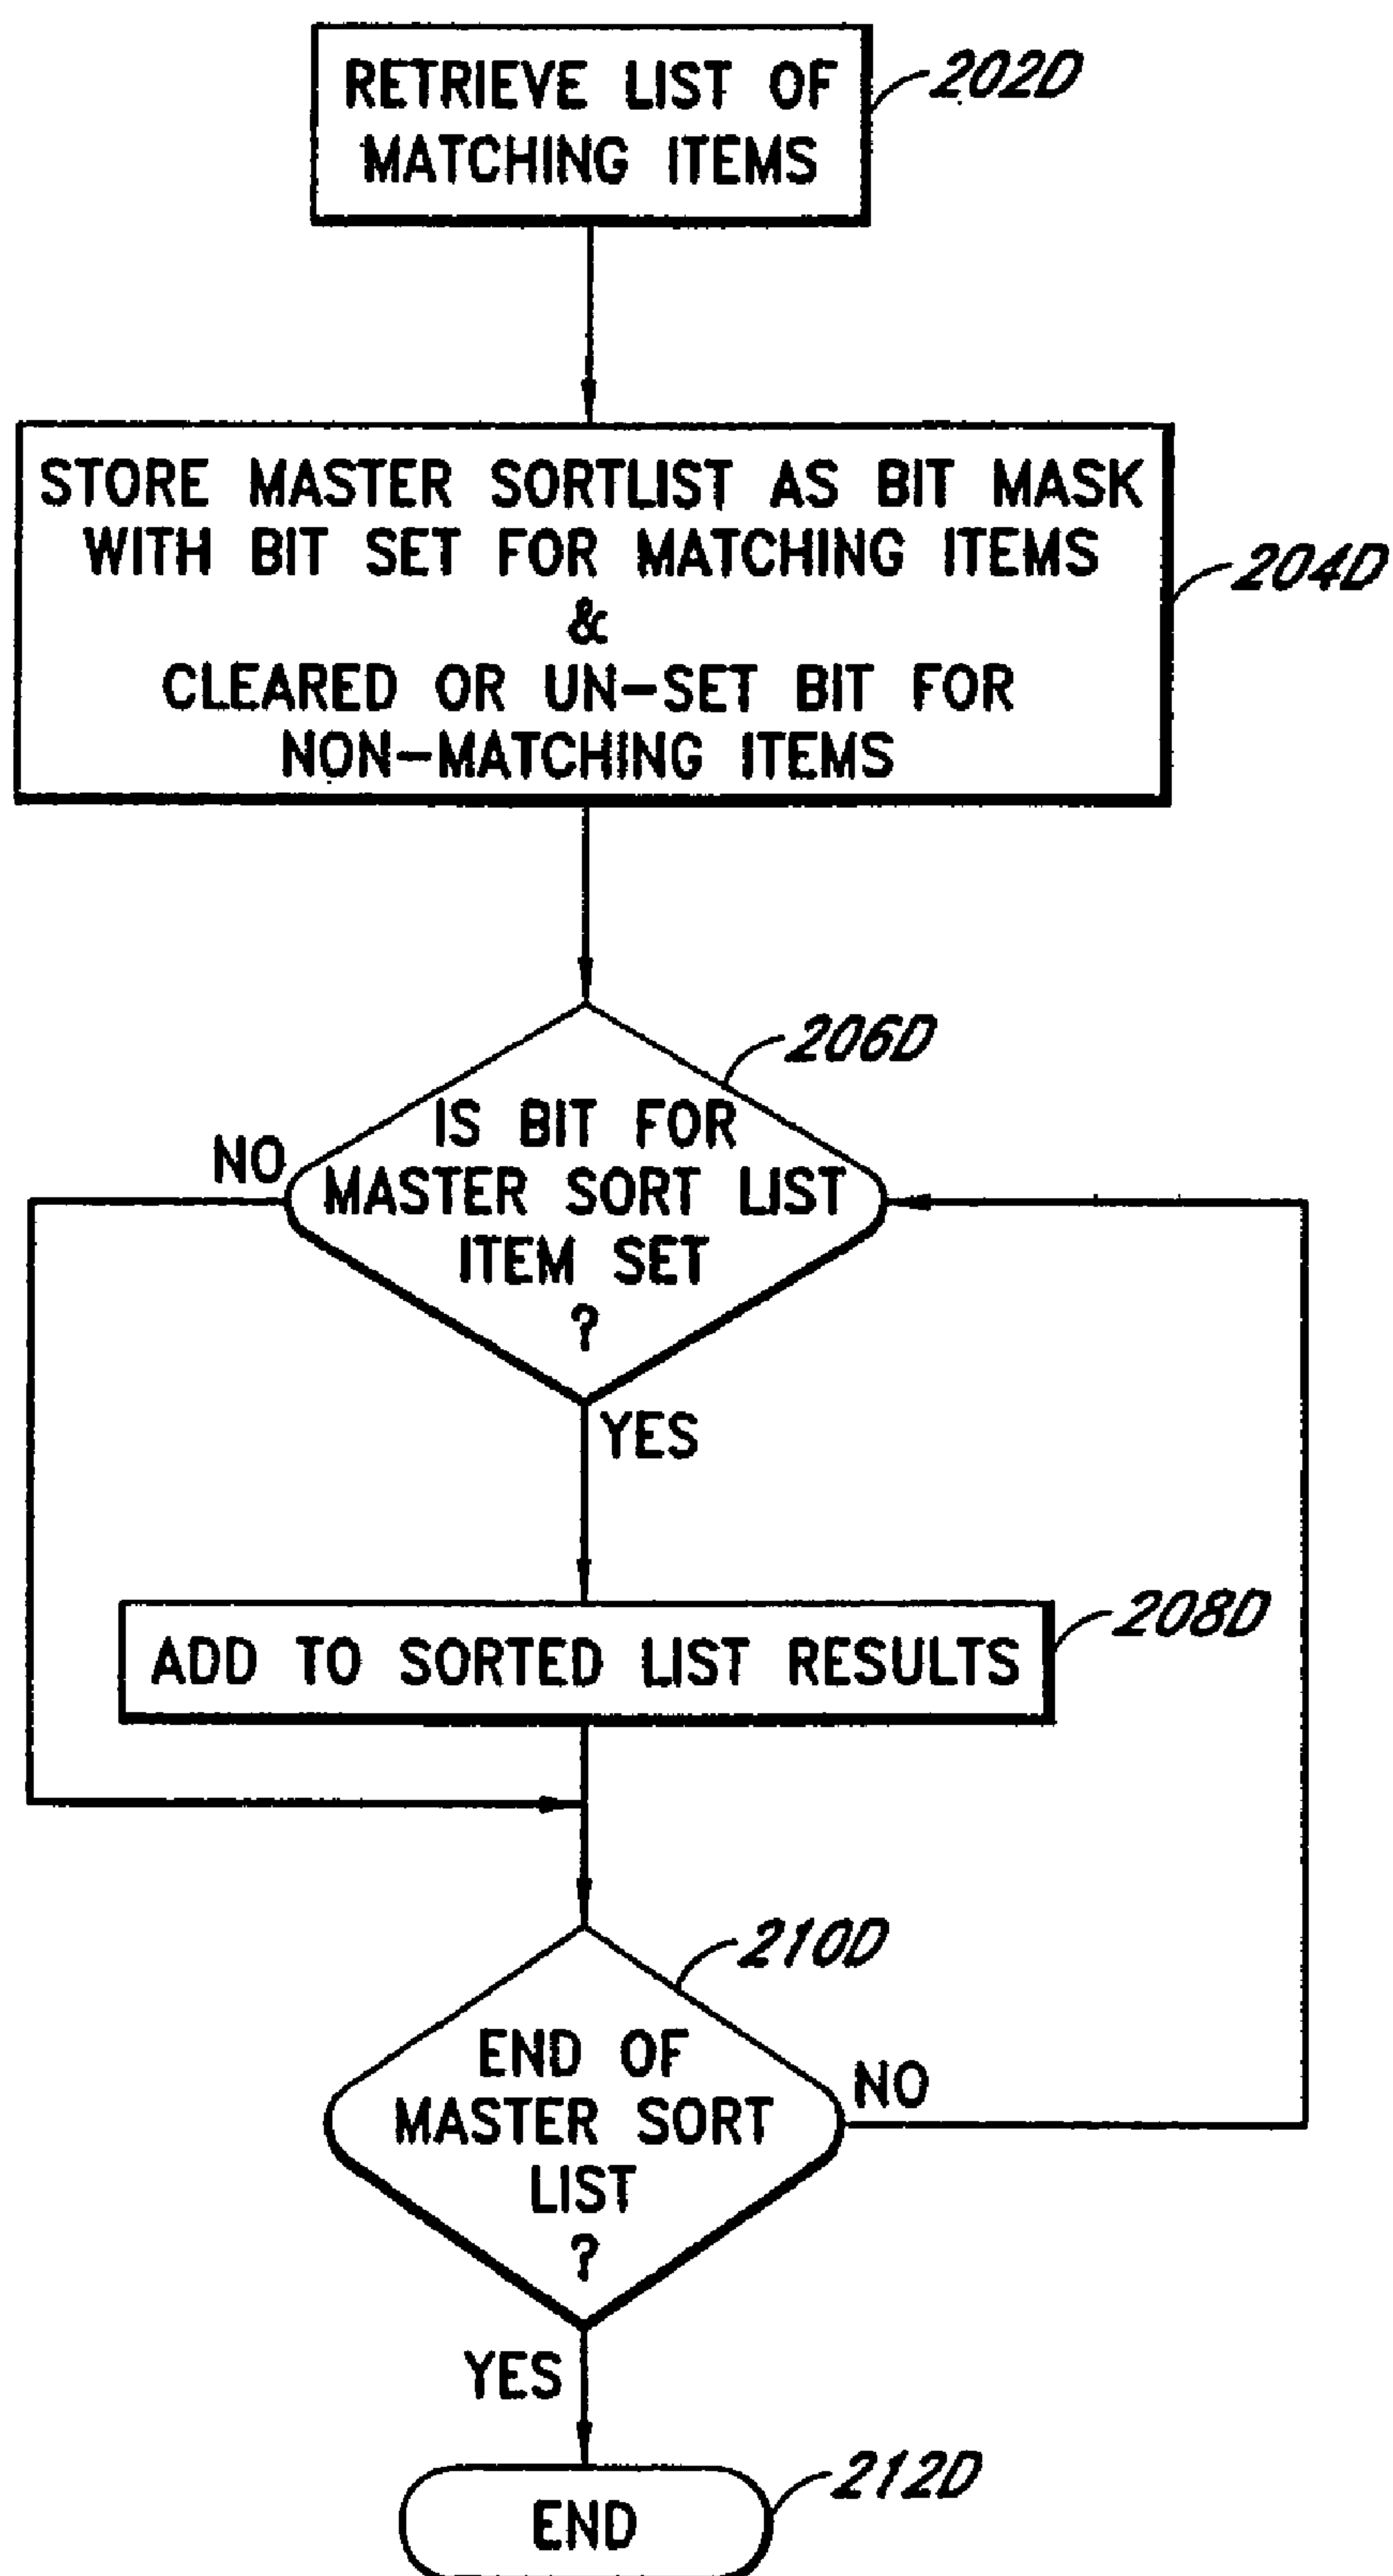 RETRIEVE LIST OF
MATCHING ITEMS
202D
STORE MASTER SORTLIST AS BIT MASK
WITH BIT SET FOR MATCHING ITEMS
&
CLEARED OR UN-SET BIT FOR
NON-MATCHING ITEMS
204D
206D
IS BIT FOR
MASTER SORT LIST
ITEM SET
?
NO
YES
ADD TO SORTED LIST RESULTS
208D
210D
END OF
MASTER SORT
LIST
?
NO
YES
END
212D